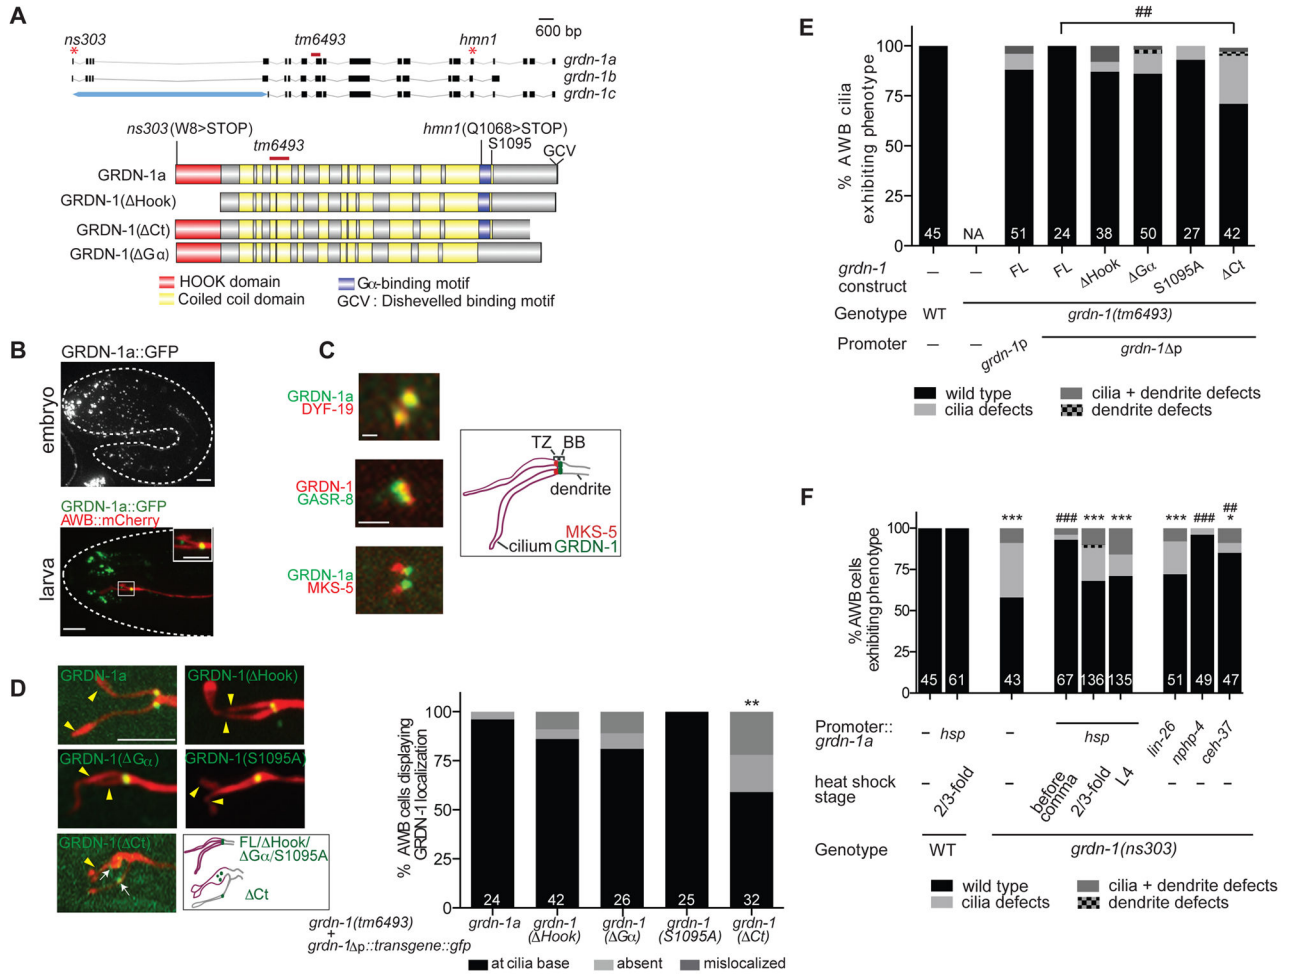 A
600 bp
ns303
tm6493
hmn1
*
*
grdn-1a
grdn-1b
grdn-1c
ns303(W8>STOP)
hmn1(Q1068>STOP)
tm6493
S1095
GCV
GRDN-1a
GRDN-1(ΔHook)
GRDN-1(ΔCt)
GRDN-1(ΔGα)
HOOK domain
Gα-binding motif
Coiled coil domain
GCV : Dishevelled binding motif
B
GRDN-1a::GFP
embryo
GRDN-1a::GFP
AWB::mCherry
larva
C
GRDN-1a
DYF-19
GRDN-1
GASR-8
GRDN-1a
MKS-5
TZ BB
dendrite
MKS-5
cilium GRDN-1
D
GRDN-1a
GRDN-1(ΔHook)
GRDN-1(ΔGα)
GRDN-1(S1095A)
GRDN-1(ΔCt)
FL/ΔHook/
ΔGα/S1095A
ΔCt
% AWB cells displaying
GRDN-1 localization
100
75
50
25
0
**
24 42 26 25 32
grdn-1(tm6493)
+
grdn-1Δp::transgene::gfp
grdn-1a
grdn-1
(ΔHook)
grdn-1
(ΔGα)
grdn-1
(S1095A)
grdn-1
(ΔCt)
at cilia base
absent
mislocalized
E
##
% AWB cilia
exhibiting phenotype
100
75
50
25
0
45 NA 51 24 38 50 27 42
grdn-1
construct
– – FL FL ΔHook ΔGα S1095A ΔCt
Genotype WT grdn-1(tm6493)
Promoter – – grdn-1p grdn-1Δp
wild type
cilia + dendrite defects
cilia defects
dendrite defects
F
% AWB cells
exhibiting phenotype
100
75
50
25
0
*** ### *** *** *** ### ##
*
45 61 43 67 136 135 51 49 47
Promoter::
grdn-1a
– hsp – hsp lin-26 nphp-4 ceh-37
heat shock
stage
– 2/3-fold – before
comma 2/3-fold L4 – – –
Genotype WT grdn-1(ns303)
wild type
cilia + dendrite defects
cilia defects
dendrite defects